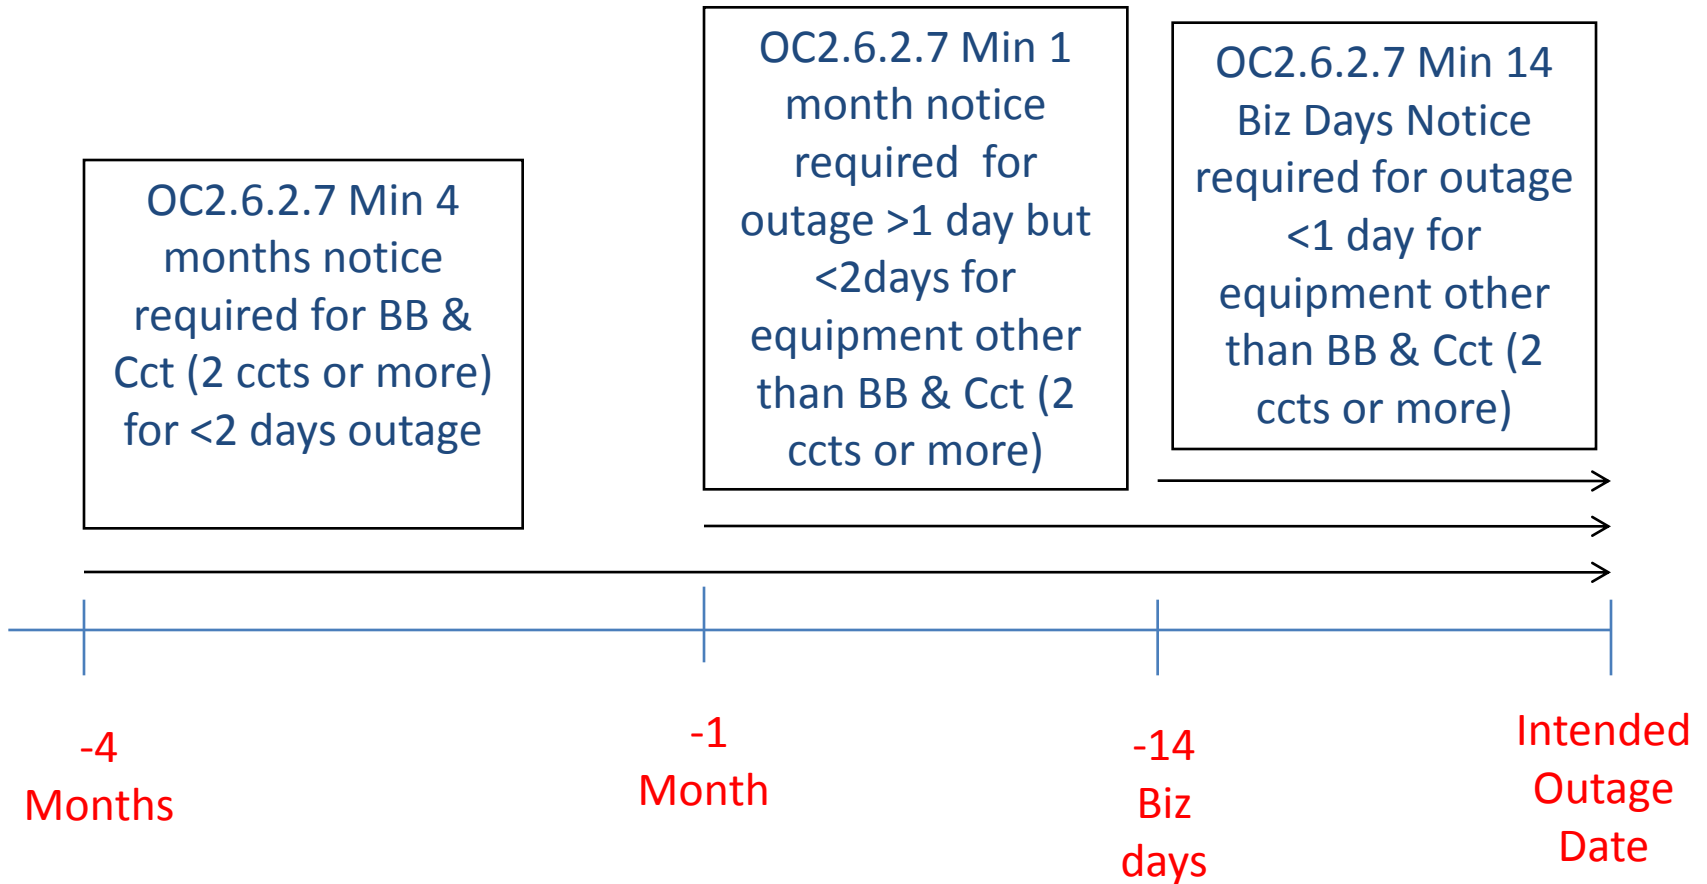 OC2.6.2.7 Min 4
months notice
required for BB &
Cct (2 ccts or more)
for <2 days outage
OC2.6.2.7 Min 1
month notice
required  for
outage >1 day but
<2days for
equipment other
than BB & Cct (2
ccts or more)
OC2.6.2.7 Min 14
Biz Days Notice
required for outage
<1 day for
equipment other
than BB & Cct (2
ccts or more)
-4
Months
-1
Month
-14
Biz
days
Intended
Outage
Date